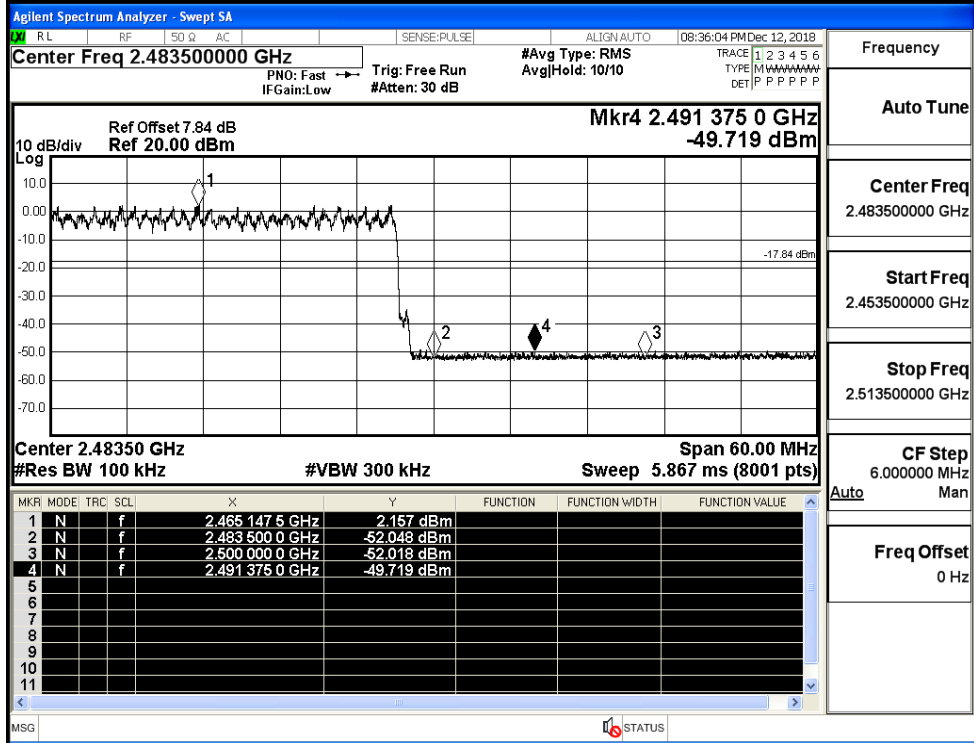 Agilent Spectrum Analyzer - Swept SA
LXI RL RF 50 Ω AC SENSE:PULSE ALIGNAUTO 08:36:04 PM Dec 12, 2018
Center Freq 2.483500000 GHz
#Avg Type: RMS
TRACE 1 2 3 4 5 6
PNO: Fast
Trig: Free Run
Avg|Hold: 10/10
TYPE M WWWWW
IFGain:Low
#Atten: 30 dB
DET P P P P P P
Frequency
Auto Tune
Center Freq
2.483500000 GHz
Start Freq
2.453500000 GHz
Stop Freq
2.513500000 GHz
CF Step
6.000000 MHz
Auto Man
Freq Offset
0 Hz
Mkr4 2.491 375 0 GHz
-49.719 dBm
Ref Offset 7.84 dB
10 dB/div Ref 20.00 dBm
Log
10.0
0.00
-10.0
-20.0
-30.0
-40.0
-50.0
-60.0
-70.0
1
-17.84 dBm
2
4
3
Center 2.48350 GHz Span 60.00 MHz
#Res BW 100 kHz #VBW 300 kHz Sweep 5.867 ms (8001 pts)
MKR MODE TRC SCL X Y FUNCTION FUNCTION WIDTH FUNCTION VALUE
1 N f 2.465 147 5 GHz 2.157 dBm
2 N f 2.483 500 0 GHz -52.048 dBm
3 N f 2.500 000 0 GHz -52.018 dBm
4 N f 2.491 375 0 GHz -49.719 dBm
5
6
7
8
9
10
11
MSG STATUS